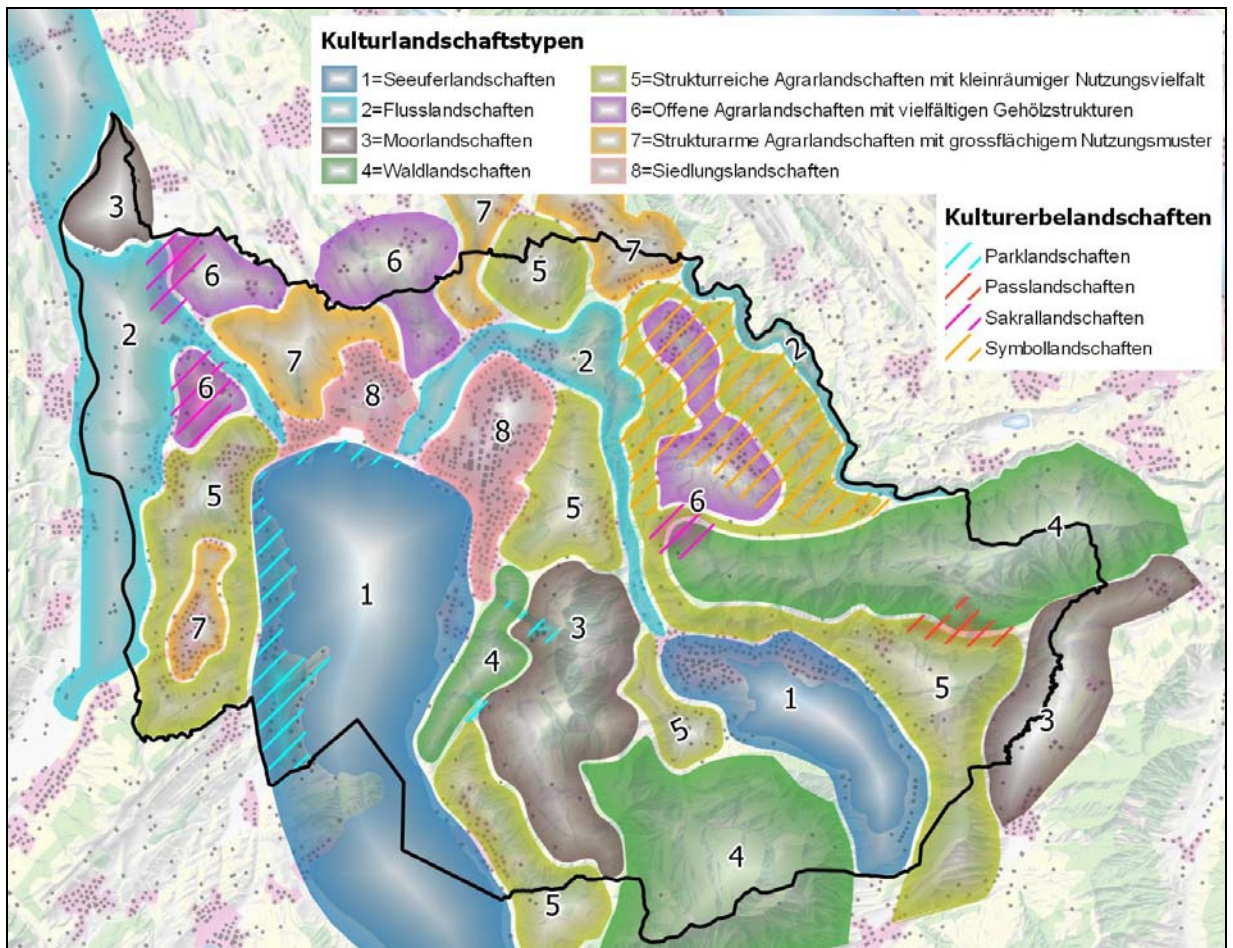 Kulturlandschaftstypen
1=Seeuferlandschaften
2=Flusslandschaften
3=Moorlandschaften
4=Waldlandschaften
5=Strukturreiche Agrarlandschaften mit kleinräumiger Nutzungsvielfalt
6=Offene Agrarlandschaften mit vielfältigen Gehölzstrukturen
7=Strukturarme Agrarlandschaften mit grossflächigem Nutzungsmuster
8=Siedlungslandschaften
Kulturerbelandschaften
Parklandschaften
Passlandschaften
Sakrallandschaften
Symbollandschaften
3
7
7
6
6
5
2
7
2
2
6
8
8
5
5
6
4
1
7
3
4
5
1
5
3
4
5